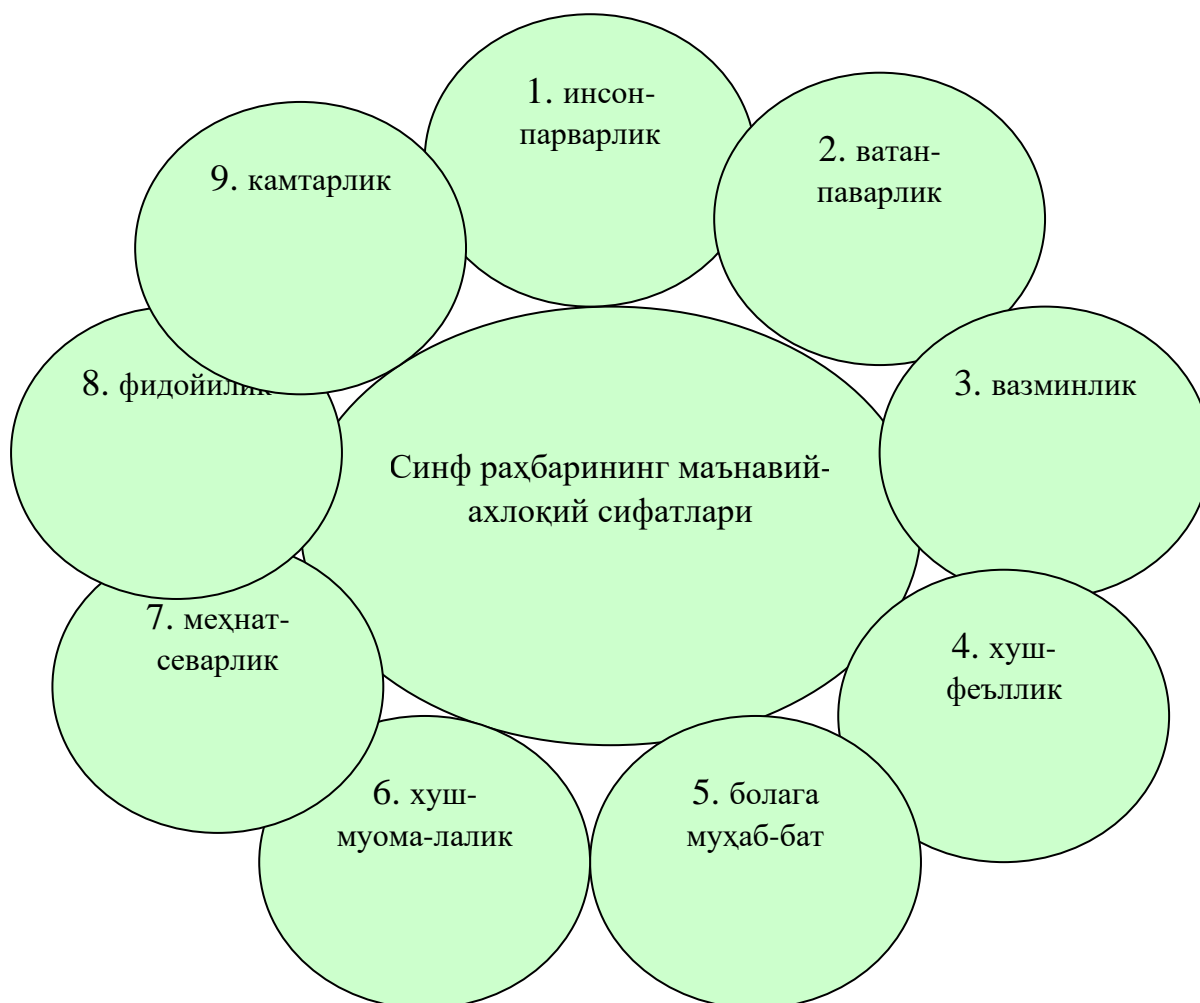 1. инсон-
парварлик
2. ватан-
паварлик
3. вазминлик
4. хуш-
феъллик
5. болага
муҳаб-бат
6. хуш-
муома-лалик
7. меҳнат-
севарлик
8. фидойилик
9. камтарлик
Синф раҳбарининг маънавий-
ахлоқий сифатлари